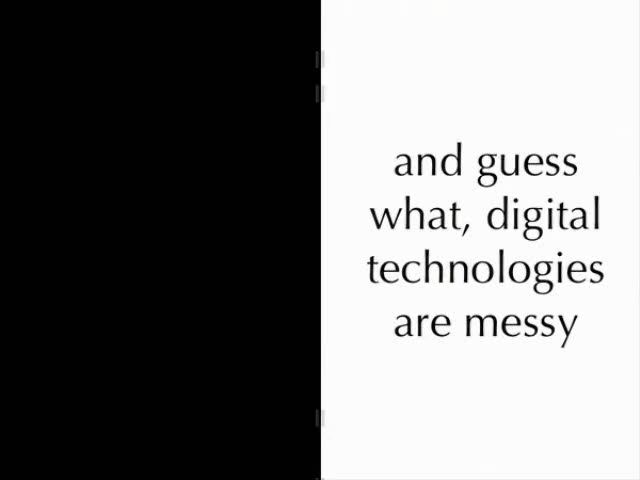 and guess
what, digital
technologies
are messy